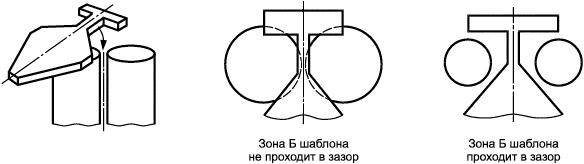 Зона Б шаблона
не проходит в зазор
Зона Б шаблона
проходит в зазор